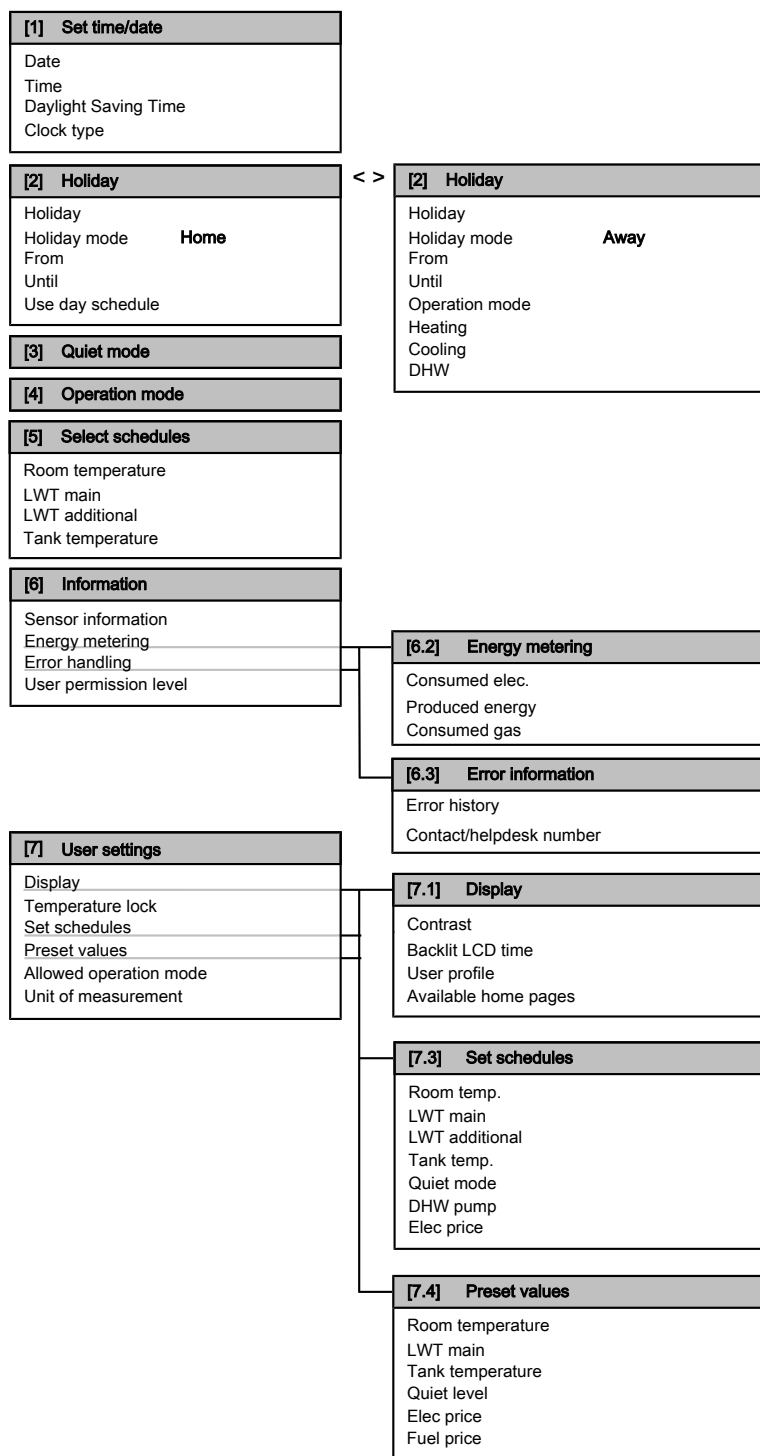 [1] Set time/date
Date
Time
Daylight Saving Time
Clock type
[2] Holiday
Holiday
Holiday mode Home
From
Until
Use day schedule
< >
[2] Holiday
Holiday
Holiday mode Away
From
Until
Operation mode
Heating
Cooling
DHW
[3] Quiet mode
[4] Operation mode
[5] Select schedules
Room temperature
LWT main
LWT additional
Tank temperature
[6] Information
Sensor information
Energy metering
Error handling
User permission level
[6.2] Energy metering
Consumed elec.
Produced energy
Consumed gas
[6.3] Error information
Error history
Contact/helpdesk number
[7] User settings
Display
Temperature lock
Set schedules
Preset values
Allowed operation mode
Unit of measurement
[7.1] Display
Contrast
Backlit LCD time
User profile
Available home pages
[7.3] Set schedules
Room temp.
LWT main
LWT additional
Tank temp.
Quiet mode
DHW pump
Elec price
[7.4] Preset values
Room temperature
LWT main
Tank temperature
Quiet level
Elec price
Fuel price